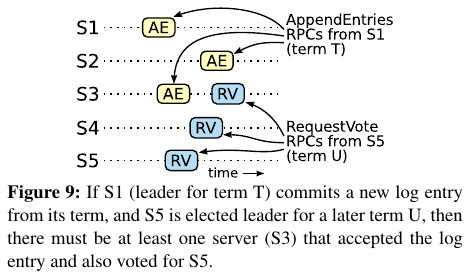 S1 AE AppendEntries
RPCs from S1
S2 AE (term T)
S3 AE RV
S4 RV RequestVote
RPCs from S5
S5 RV (term U)
time
Figure 9: If S1 (leader for term T) commits a new log entry
from its term, and S5 is elected leader for a later term U, then
there must be at least one server (S3) that accepted the log
entry and also voted for S5.